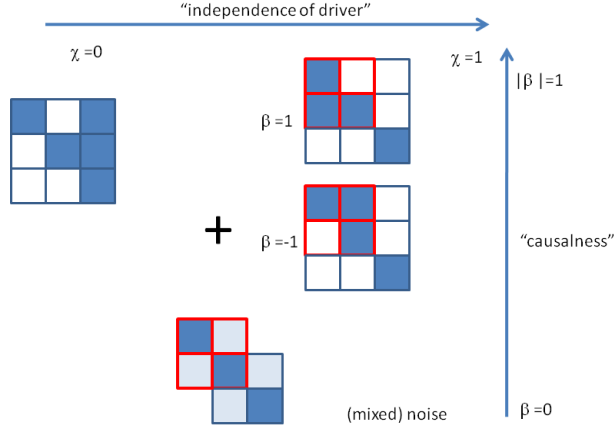 “independence of driver”
χ =0
χ =1
|β |=1
β =1
+
β =-1
“causalness”
(mixed) noise
β =0